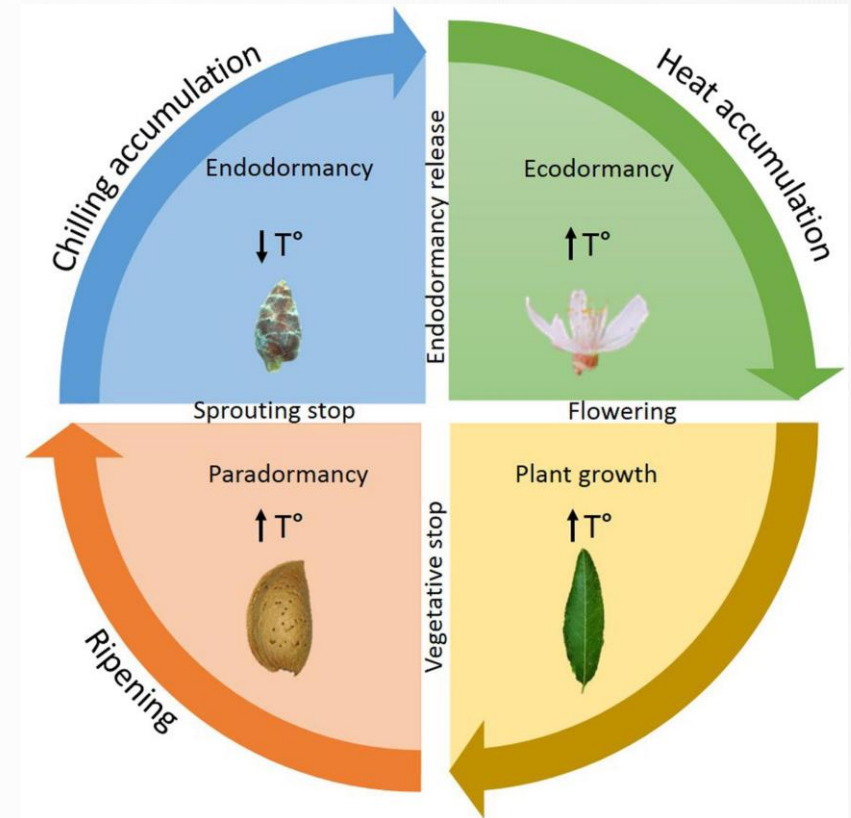 Chilling accumulation
Heat accumulation
Endodormancy
↓ T°
Endodormancy release
Ecodormancy
↑ T°
Sprouting stop
Flowering
Paradormancy
↑ T°
Vegetative stop
Plant growth
↑ T°
Ripening